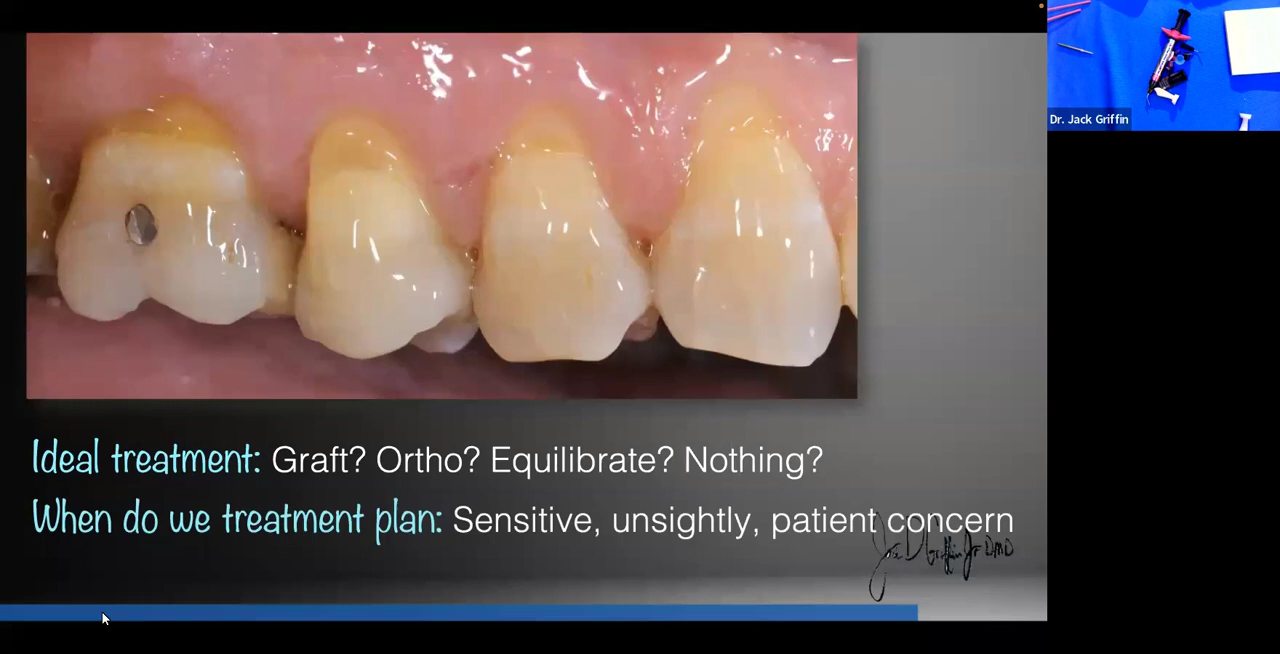 Dr. Jack Griffin
Ideal treatment: Graft? Ortho? Equilibrate? Nothing?
When do we treatment plan: Sensitive, unsightly, patient concern